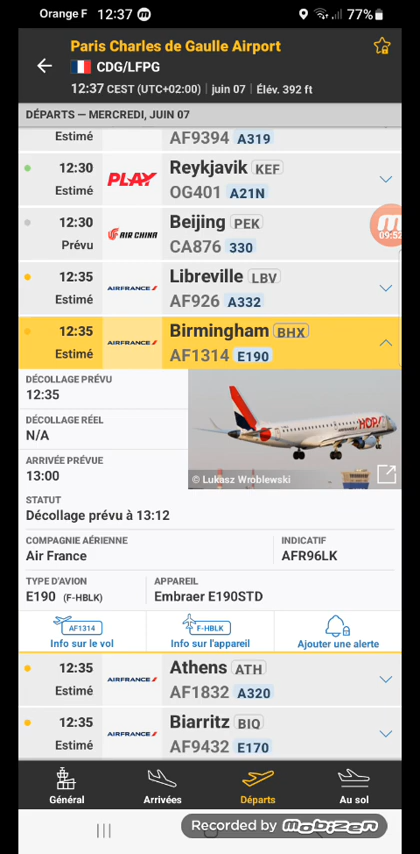 Orange F 12:37 77%
Paris Charles de Gaulle Airport
CDG/LFPG
12:37 CEST (UTC+02:00) | juin 07 | Élév. 392 ft
DÉPARTS — MERCREDI, JUIN 07
Estimé AF9394 A319
12:30 PLAY Reykjavik KEF
Estimé OG401 A21N
12:30 AIR CHINA Beijing PEK
Prévu CA876 330
09:52
12:35 AIRFRANCE Libreville LBV
Estimé AF926 A332
12:35 AIRFRANCE Birmingham BHX
Estimé AF1314 E190
DÉCOLLAGE PRÉVU
12:35
DÉCOLLAGE RÉEL
N/A
ARRIVÉE PRÉVUE
13:00
HOP!
© Lukasz Wroblewski
STATUT
Décollage prévu à 13:12
COMPAGNIE AÉRIENNE INDICATIF
Air France AFR96LK
TYPE D'AVION APPAREIL
E190 (F-HBLK) Embraer E190STD
AF1314 F-HBLK
Info sur le vol Info sur l'appareil Ajouter une alerte
12:35 AIRFRANCE Athens ATH
Estimé AF1832 A320
12:35 AIRFRANCE Biarritz BIQ
Estimé AF9432 E170
Général Arrivées Départs Au sol
Recorded by mobizen